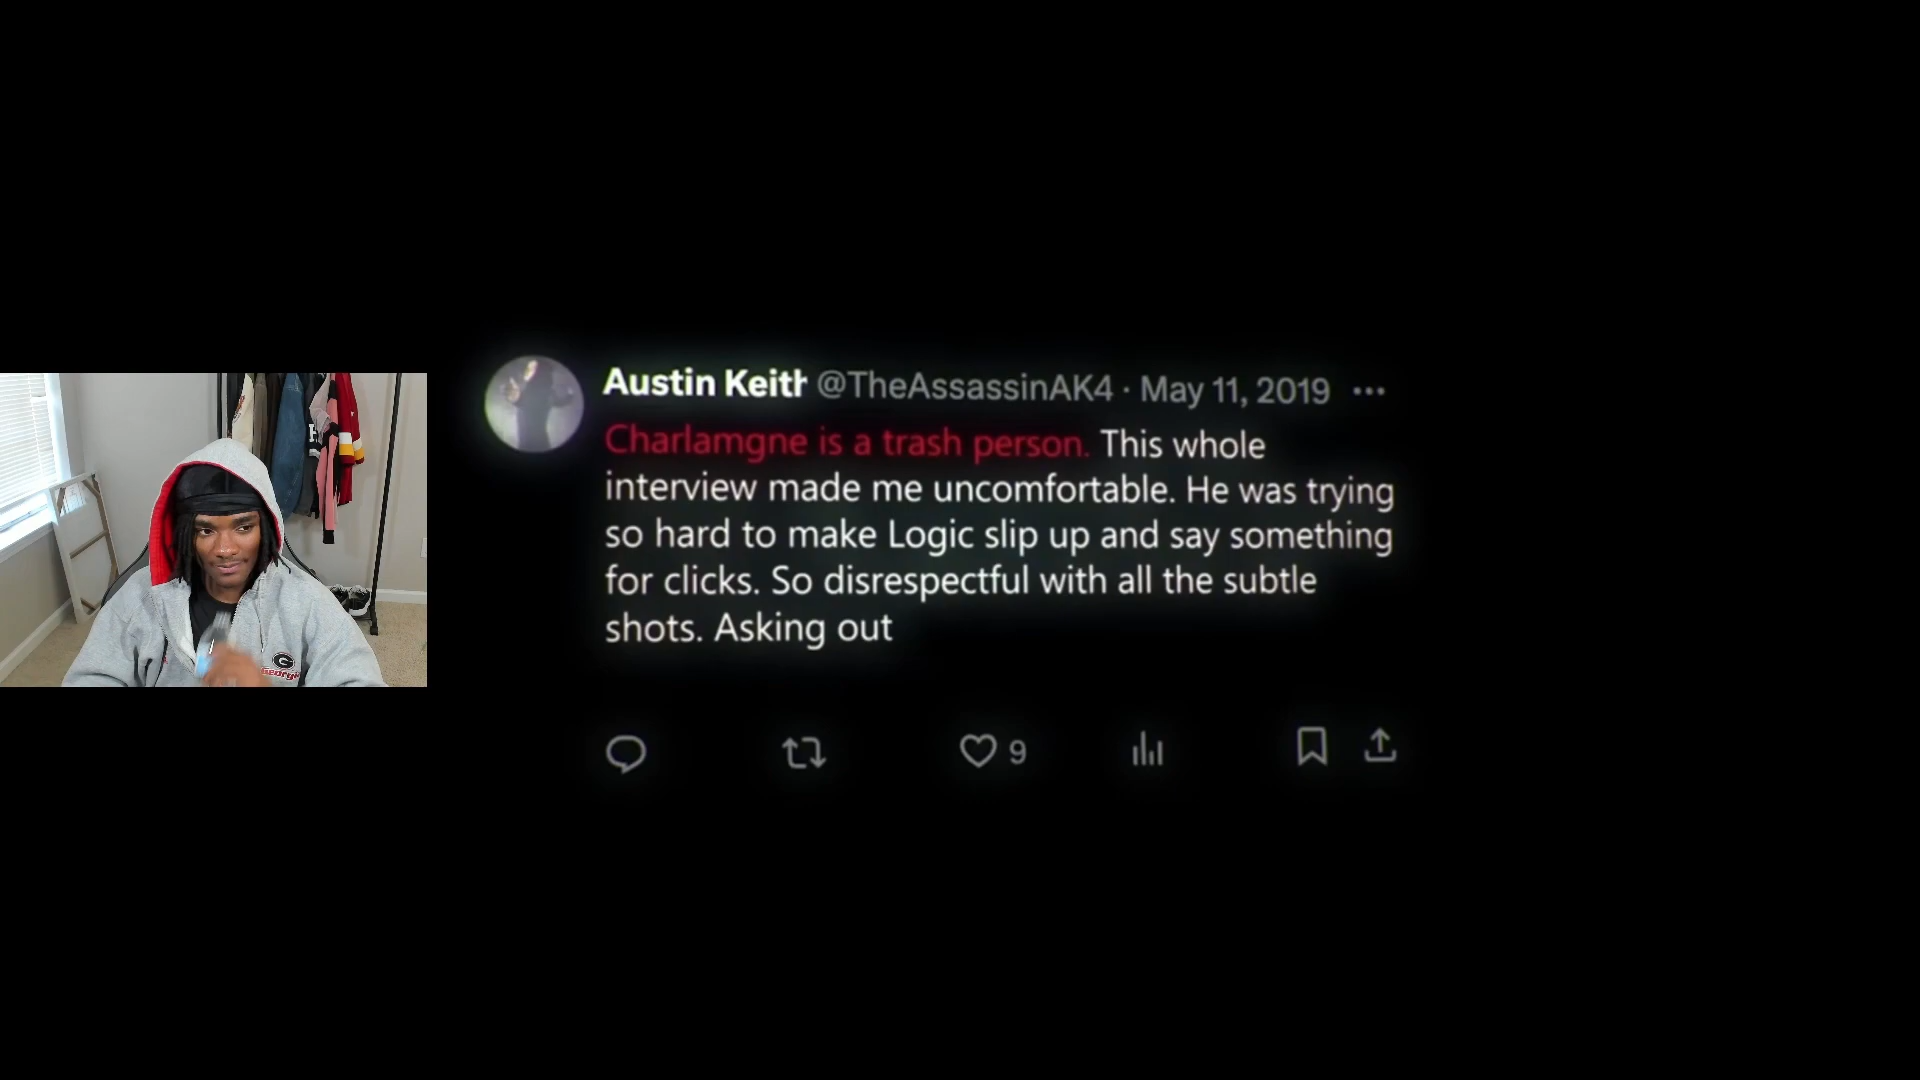 Austin Keith @TheAssassinAK4 · May 11, 2019
Charlamgne is a trash person. This whole
interview made me uncomfortable. He was trying
so hard to make Logic slip up and say something
for clicks. So disrespectful with all the subtle
shots. Asking out
9
G
Georgia